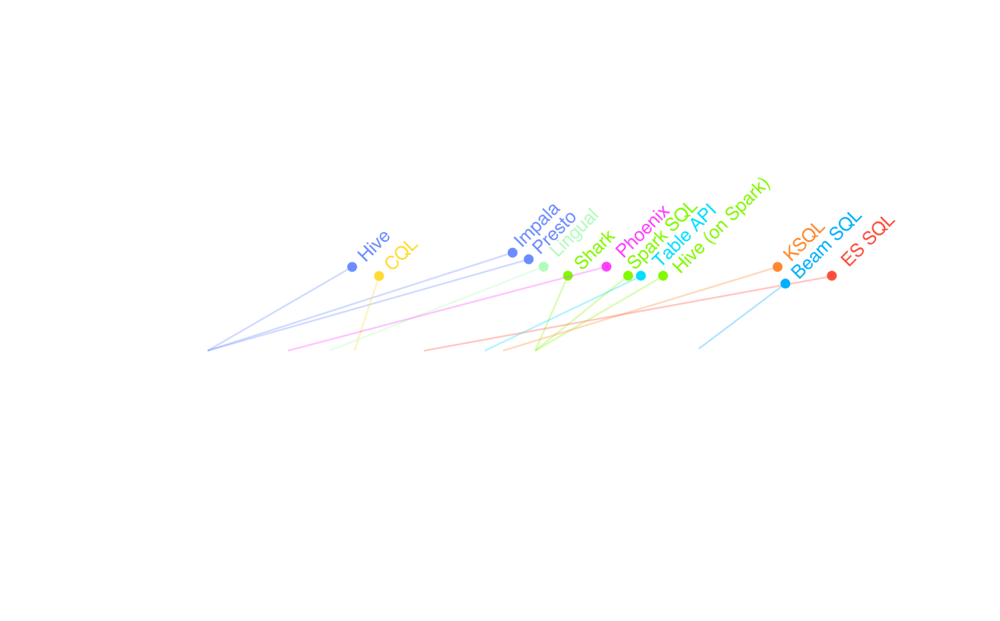 Hive
CQL
Impala
Presto
Lingual
Shark
Phoenix
Spark SQL
Table API
Hive (on Spark)
KSQL
Beam SQL
ES SQL